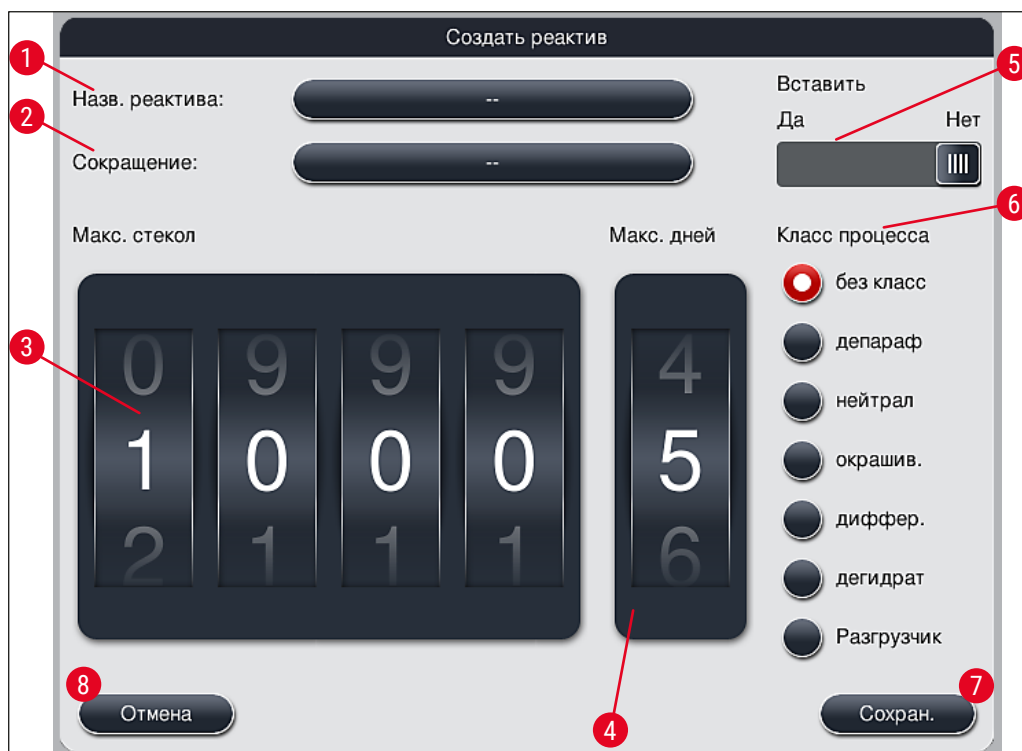 Создать реактив
1
5
Назв. реактива:
--
Вставить
2
Да
Нет
Сокращение:
--
6
Макс. стекол
Макс. дней
Класс процесса
без класс
3
0 9 9 9
4
депараф
нейтрал
1 0 0 0
5
окрашив.
2 1 1 1
6
диффер.
дегидрат
Разгрузчик
8
7
Отмена
4
Сохран.